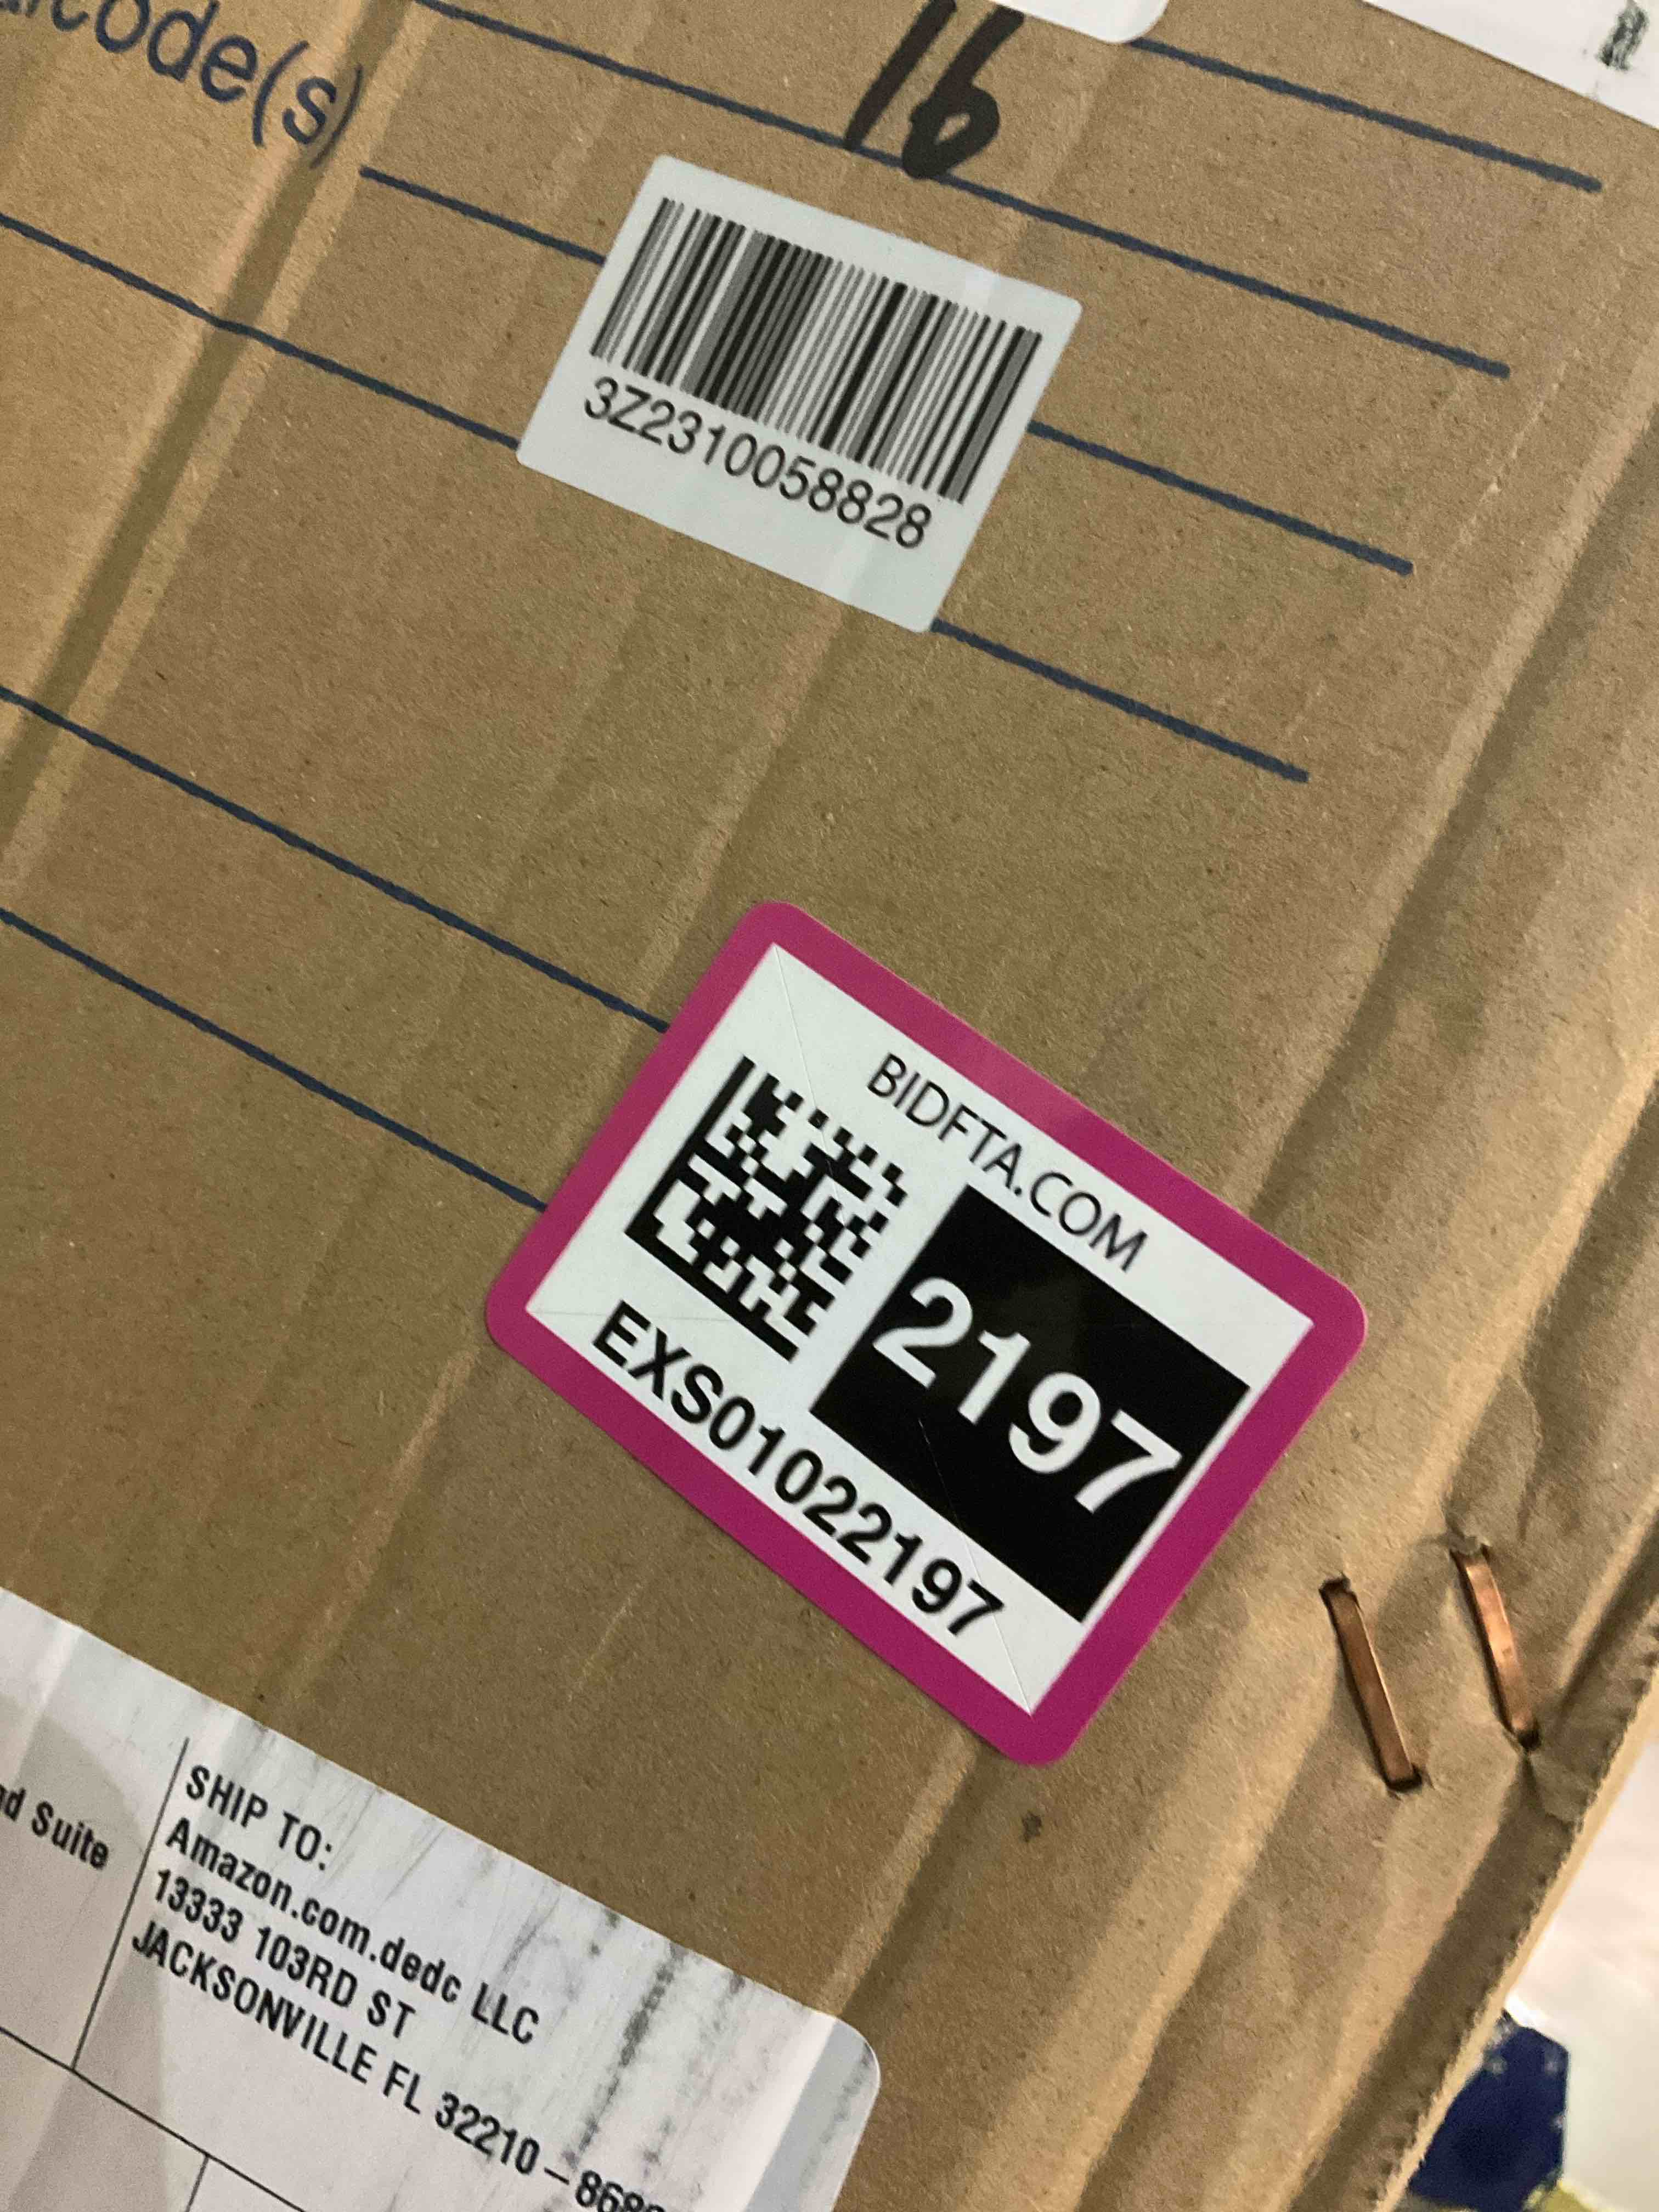 16
code(s)
3Z2310058828
BIDFTA.COM
2197
EXS01022197
Suite
SHIP TO:
Amazon.com.dedc LLC
13333 103RD ST
JACKSONVILLE FL 32210-